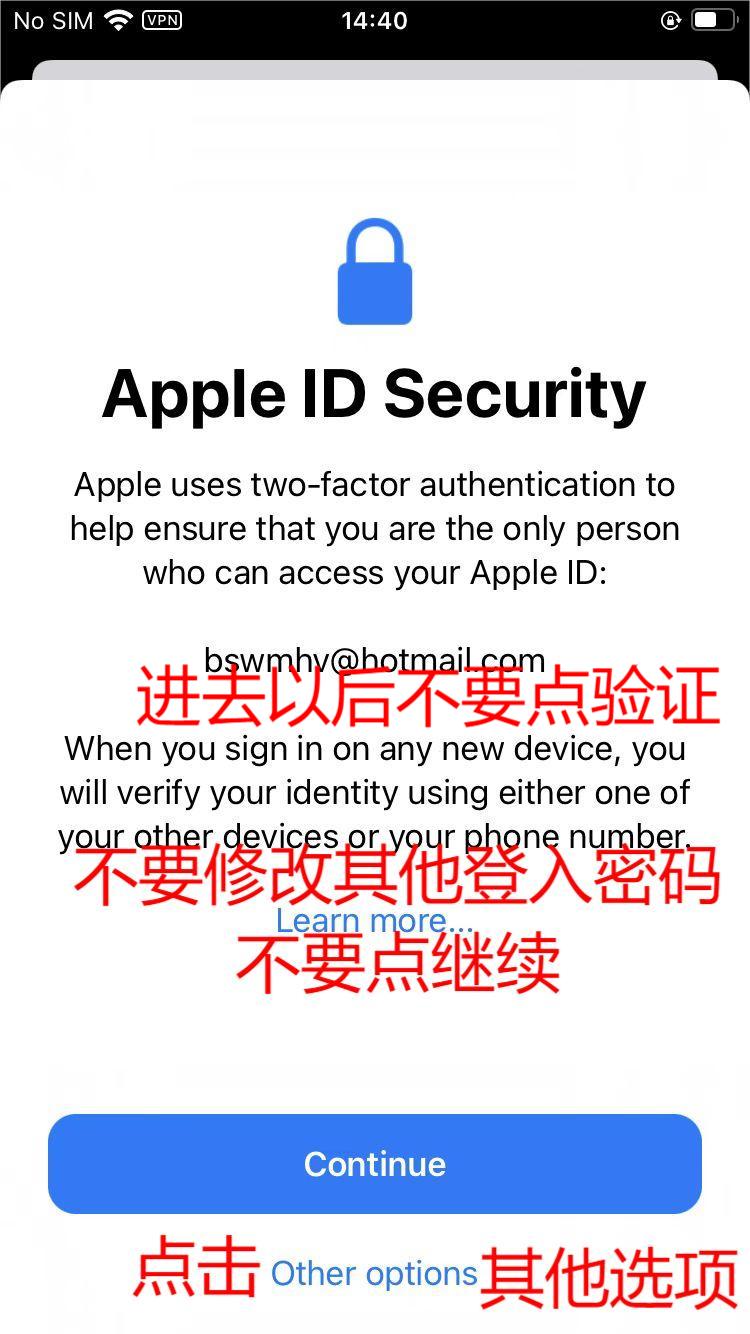 No SIM VPN 14:40
Apple ID Security
Apple uses two-factor authentication to
help ensure that you are the only person
who can access your Apple ID:
bswmhv@hotmail.com
进去以后不要点验证
When you sign in on any new device, you
will verify your identity using either one of
your other devices or your phone number.
不要修改其他登入密码
Learn more...
不要点继续
Continue
点击 Other options 其他选项